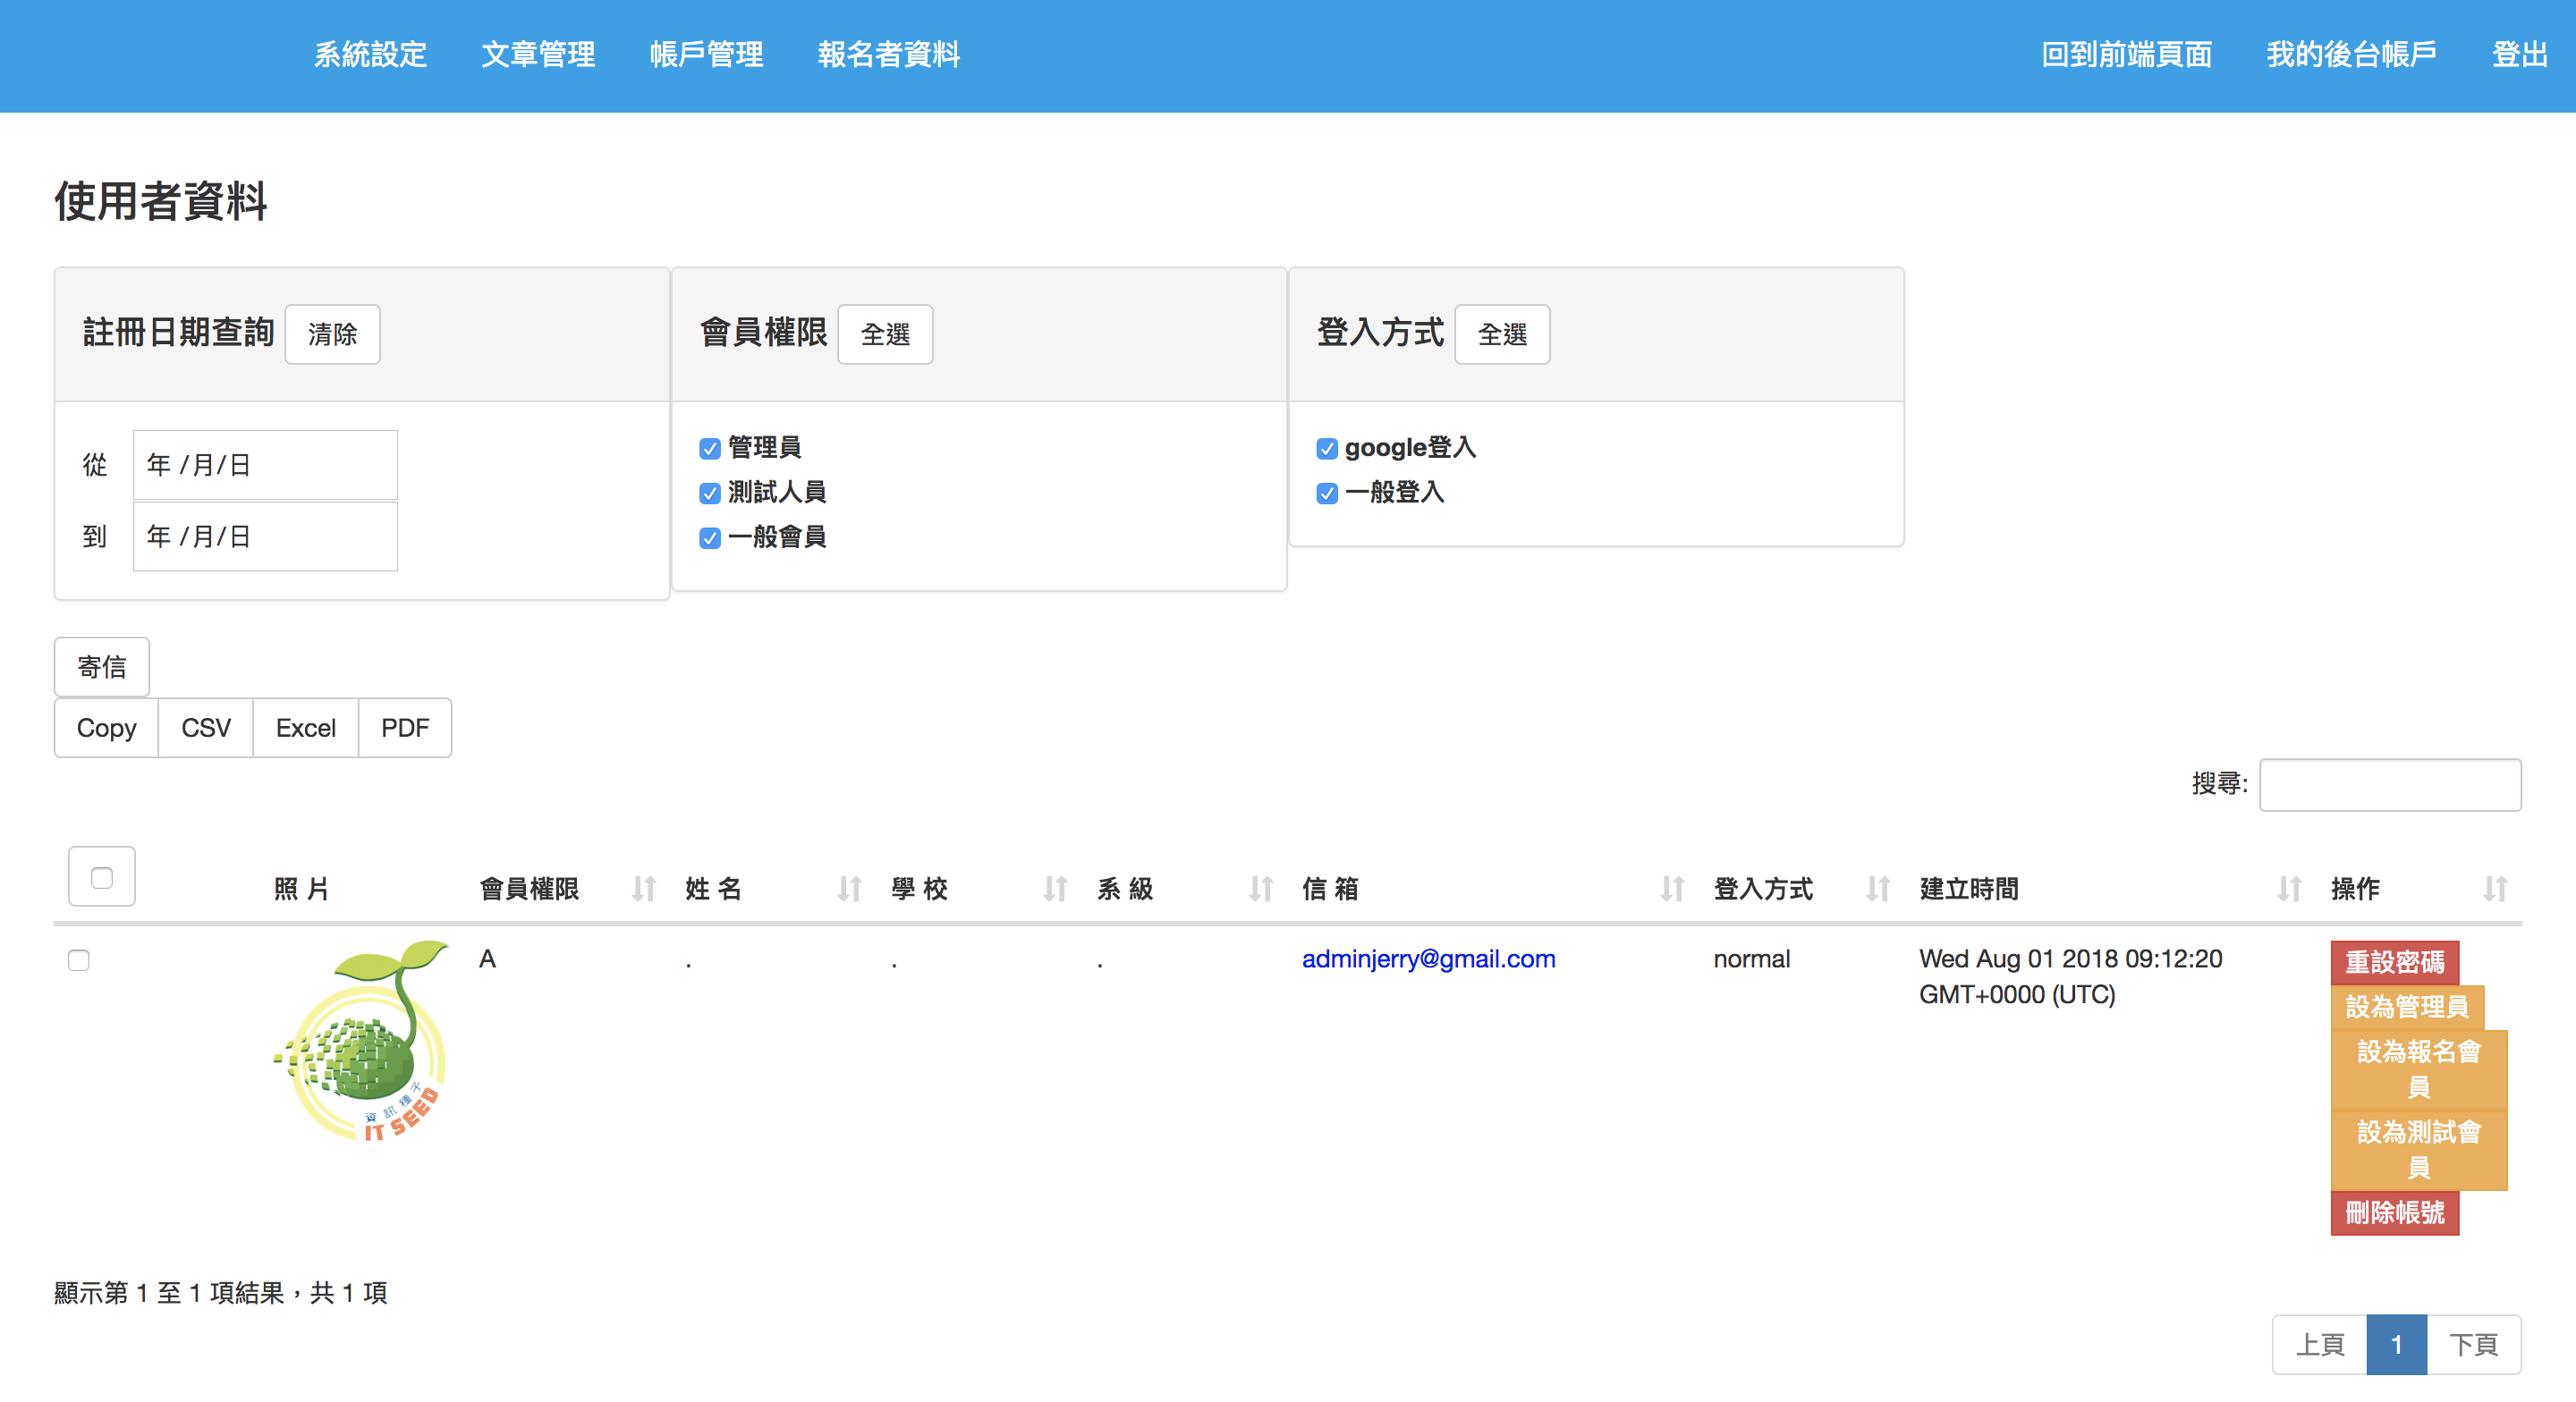 系統設定 文章管理 帳戶管理 報名者資料 回到前端頁面 我的後台帳戶 登出
使用者資料
註冊日期查詢 清除
從 年 /月/日
到 年 /月/日
會員權限 全選
管理員
測試人員
一般會員
登入方式 全選
google登入
一般登入
寄信
Copy CSV Excel PDF
搜尋:
照 片 會員權限 姓 名 學 校 系 級 信 箱 登入方式 建立時間 操作
資訊種子
IT SEED
A . . . adminjerry@gmail.com normal Wed Aug 01 2018 09:12:20
GMT+0000 (UTC)
重設密碼
設為管理員
設為報名會
員
設為測試會
員
刪除帳號
顯示第 1 至 1 項結果，共 1 項
上頁 1 下頁